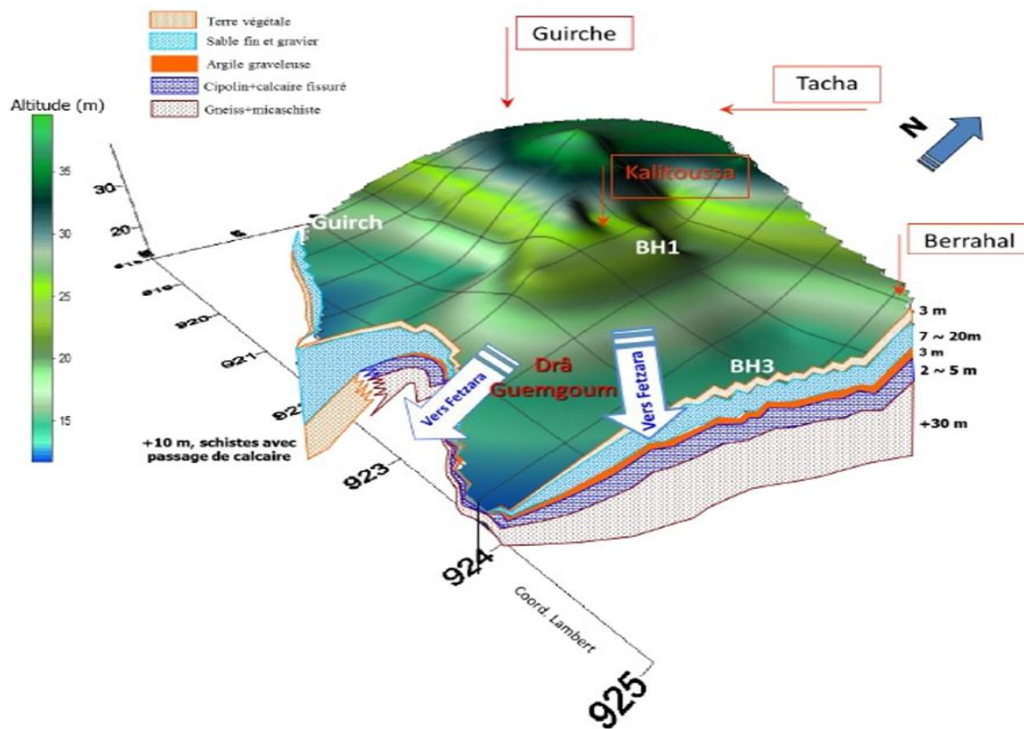 Terre végétale
Sable fin et gravier
Argile graveleuse
Cipolin+calcaire fissuré
Gneiss+micaschiste
Guirche
Tacha
N
Altitude (m)
35
30
25
20
15
30
20
Kalitoussa
Guirch
BH1
Berrahal
3 m
7 ~ 20m
3 m
2 ~ 5 m
+30 m
920
921
923
924
925
Drâ
Guemgoum
BH3
Vers Fetzara
Vers Fetzara
+10 m, schistes avec
passage de calcaire
Coord. Lambert